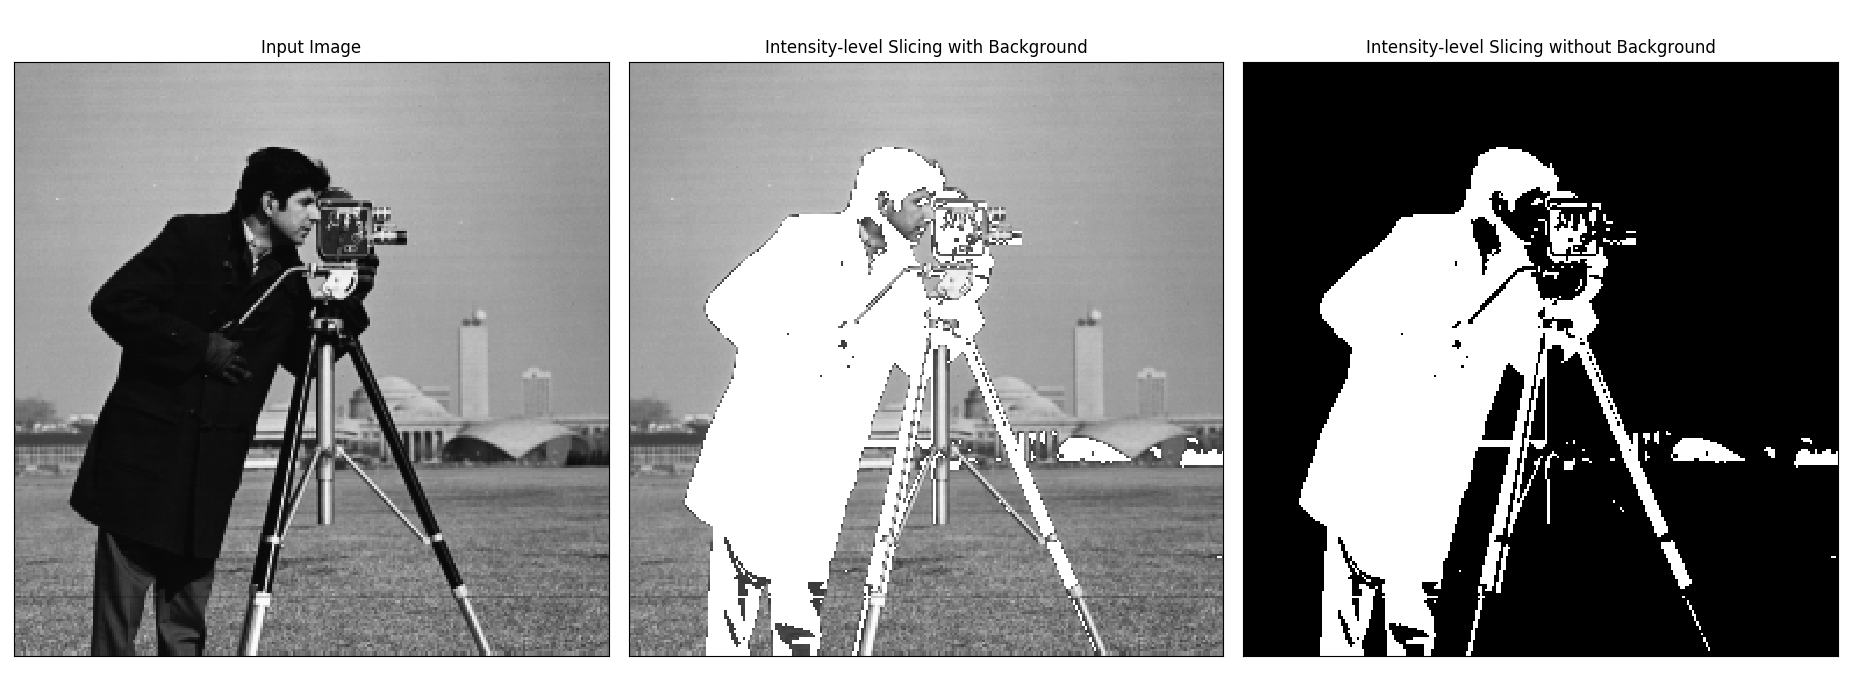 Input Image
Intensity-level Slicing with Background
Intensity-level Slicing without Background